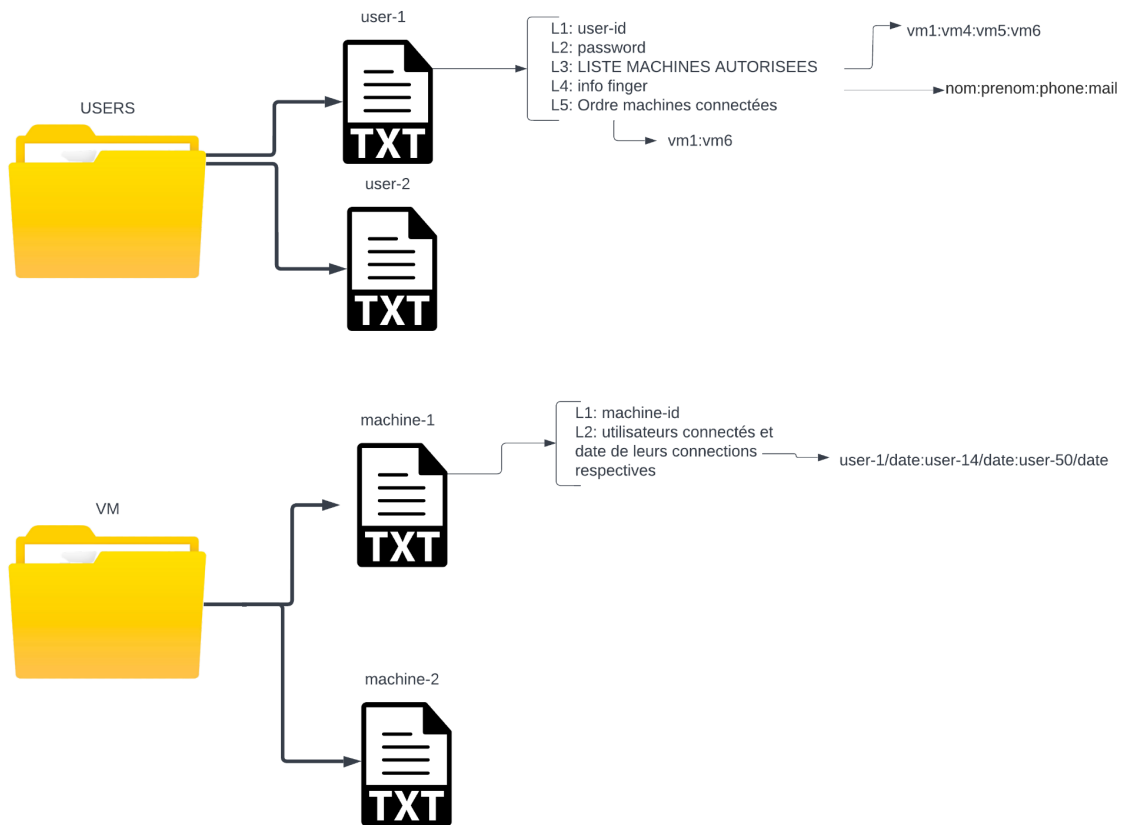 user-1
L1: user-id
L2: password
L3: LISTE MACHINES AUTORISEES
L4: info finger
L5: Ordre machines connectées
vm1:vm4:vm5:vm6
nom:prenom:phone:mail
vm1:vm6
USERS
TXT
user-2
TXT
machine-1
L1: machine-id
L2: utilisateurs connectés et
date de leurs connections
respectives
user-1/date:user-14/date:user-50/date
VM
TXT
machine-2
TXT